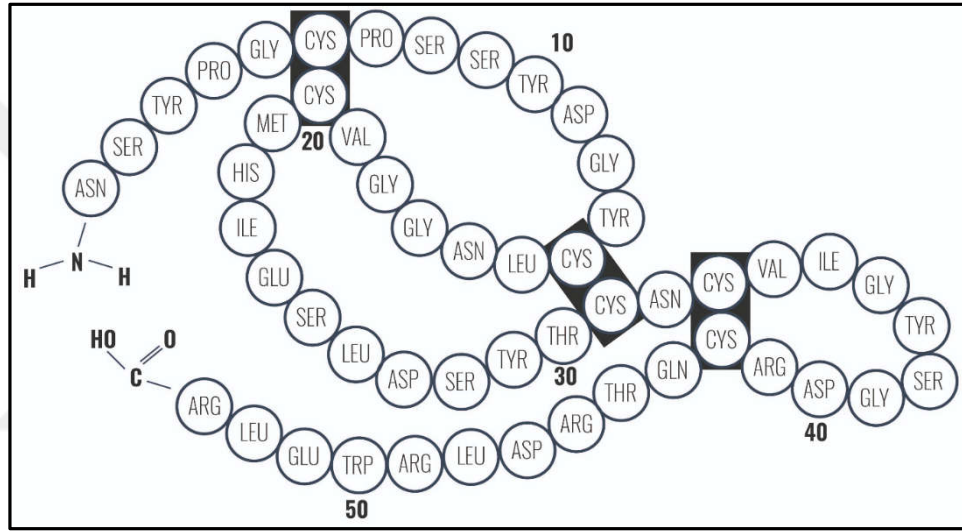 H
N
H
ASN
SER
TYR
PRO
GLY
CYS
PRO
SER
SER
TYR
10
ASP
GLY
TYR
CYS
LEU
ASN
GLY
GLY
VAL
CYS
20
MET
HIS
ILE
GLU
SER
LEU
ASP
SER
TYR
THR
30
CYS
ASN
CYS
VAL
ILE
GLY
TYR
SER
GLY
ASP
40
ARG
CYS
GLN
THR
ARG
ASP
LEU
ARG
TRP
50
GLU
LEU
ARG
C
O
HO